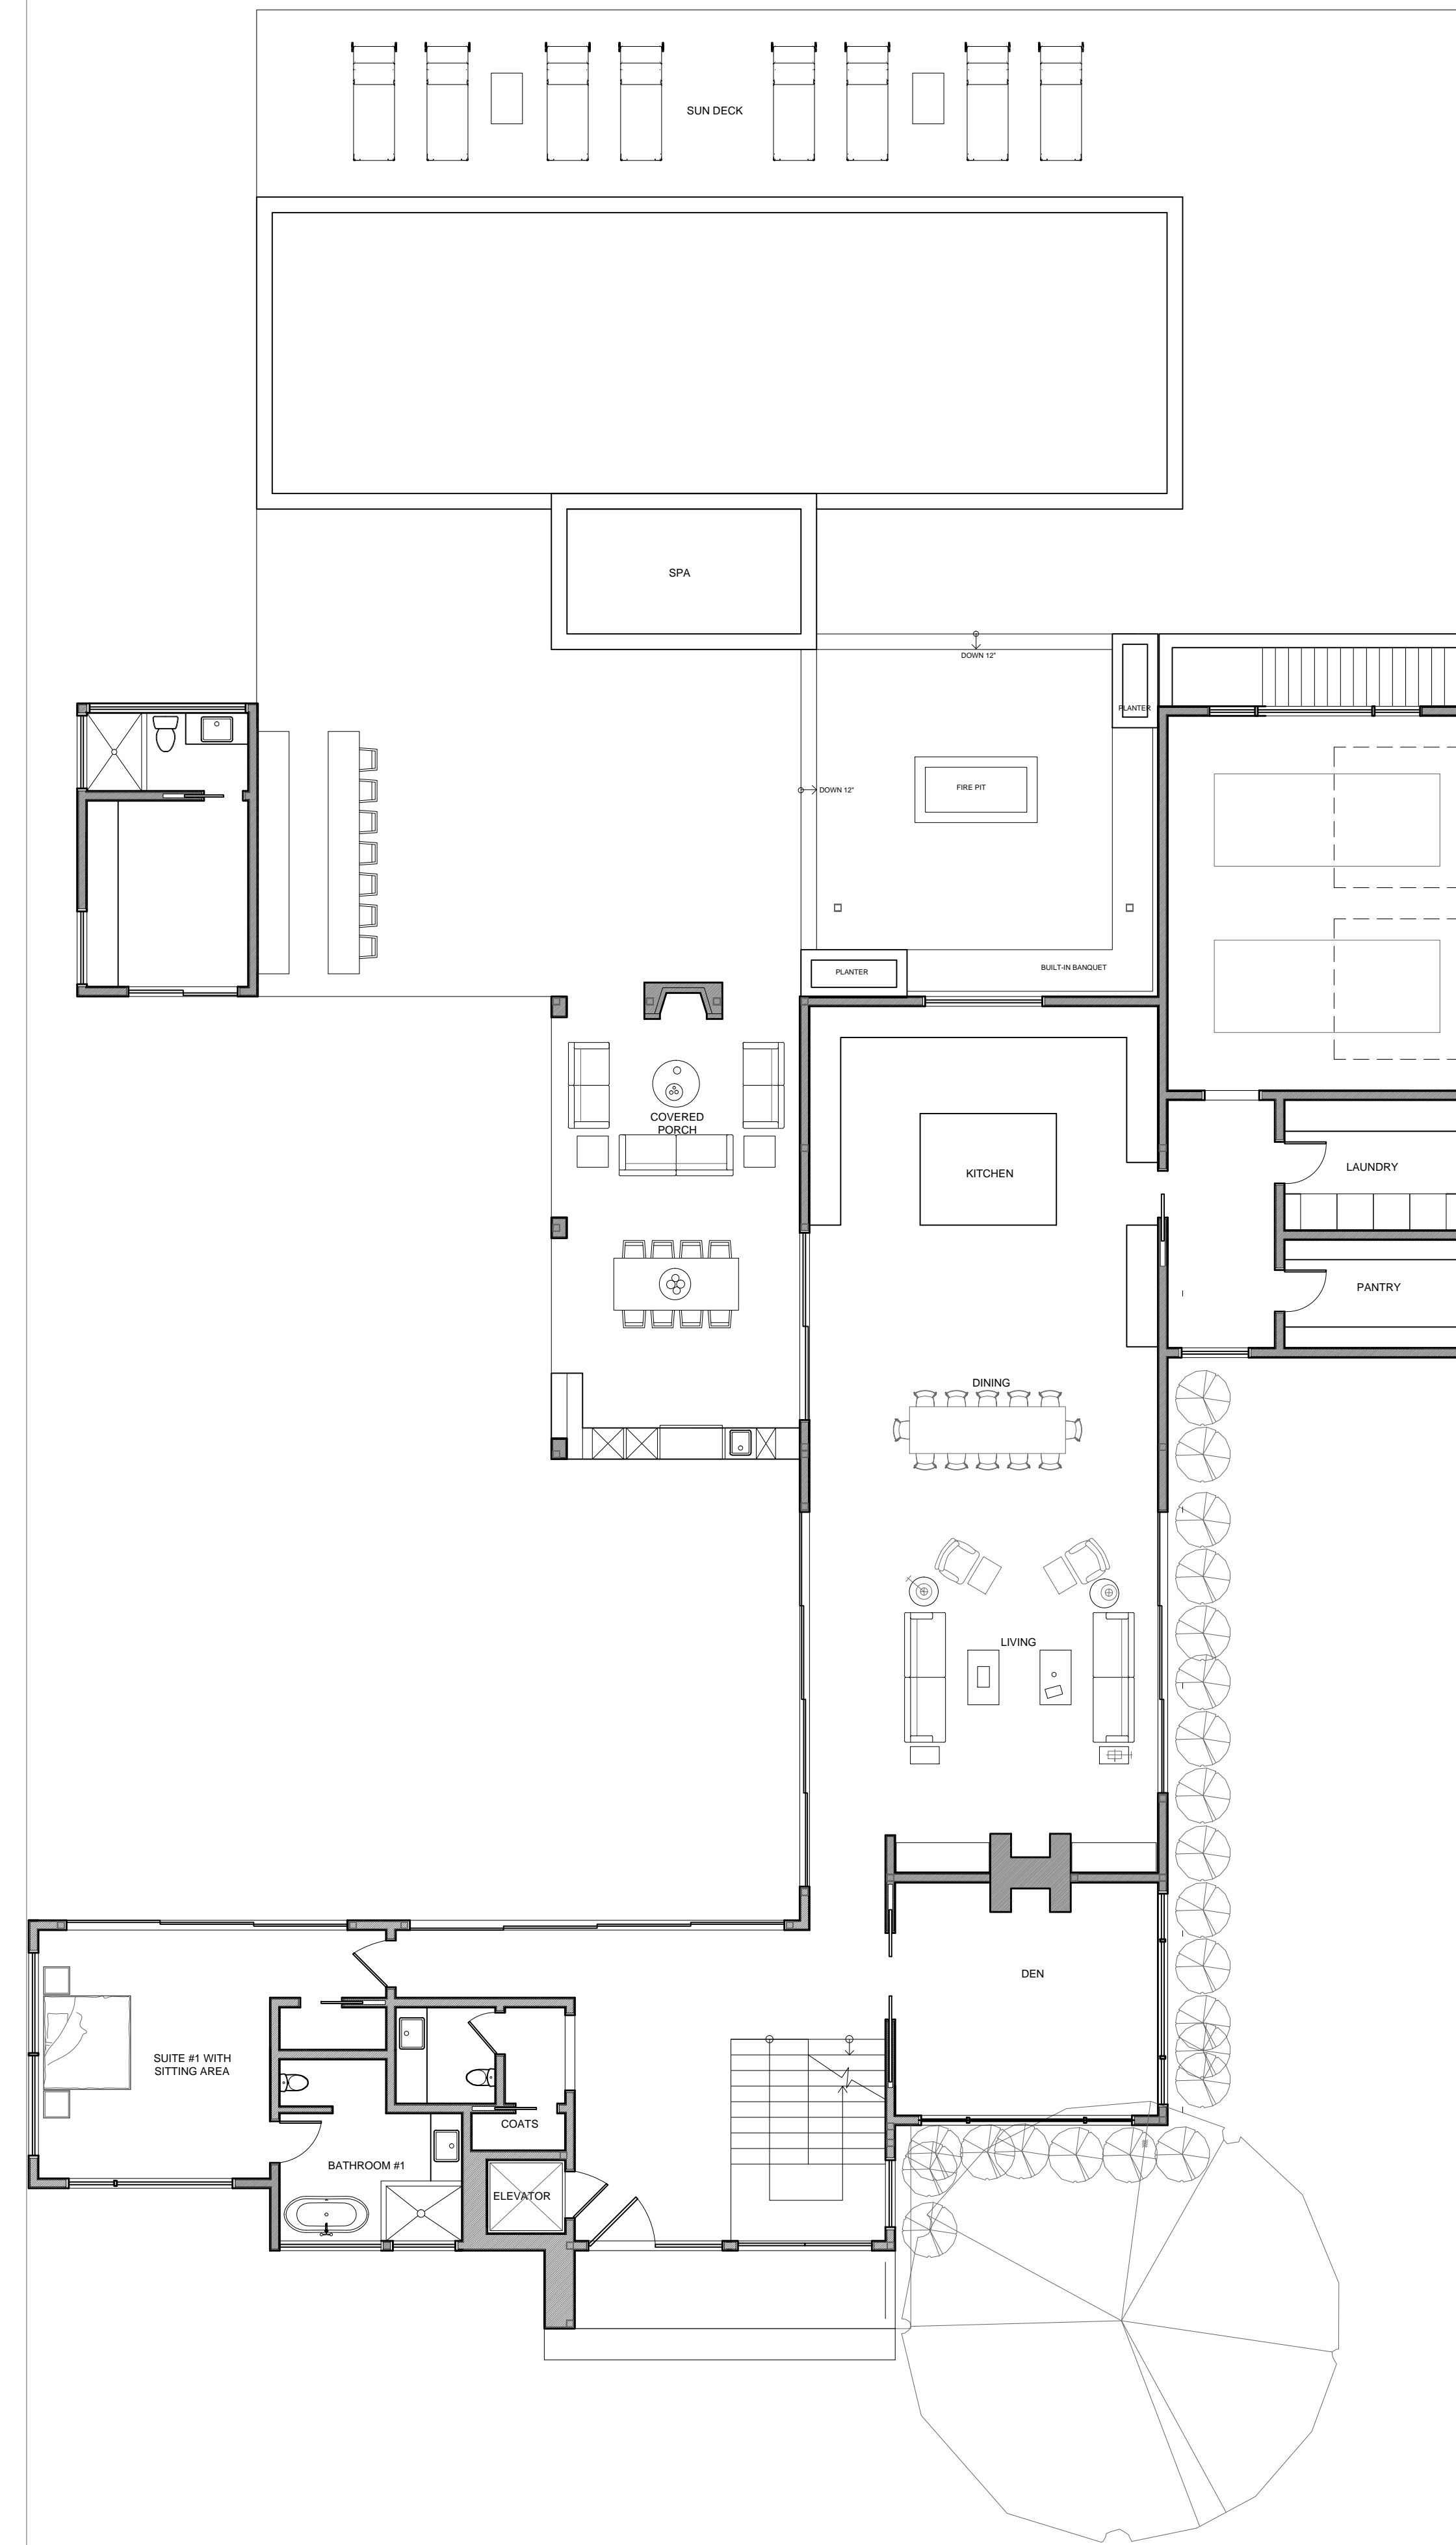 SUN DECK
SPA
DOWN 12"
PLANTER
DOWN 12"
FIRE PIT
PLANTER
BUILT-IN BANQUET
COVERED
PORCH
KITCHEN
LAUNDRY
PANTRY
DINING
LIVING
DEN
SUITE #1 WITH
SITTING AREA
COATS
BATHROOM #1
ELEVATOR